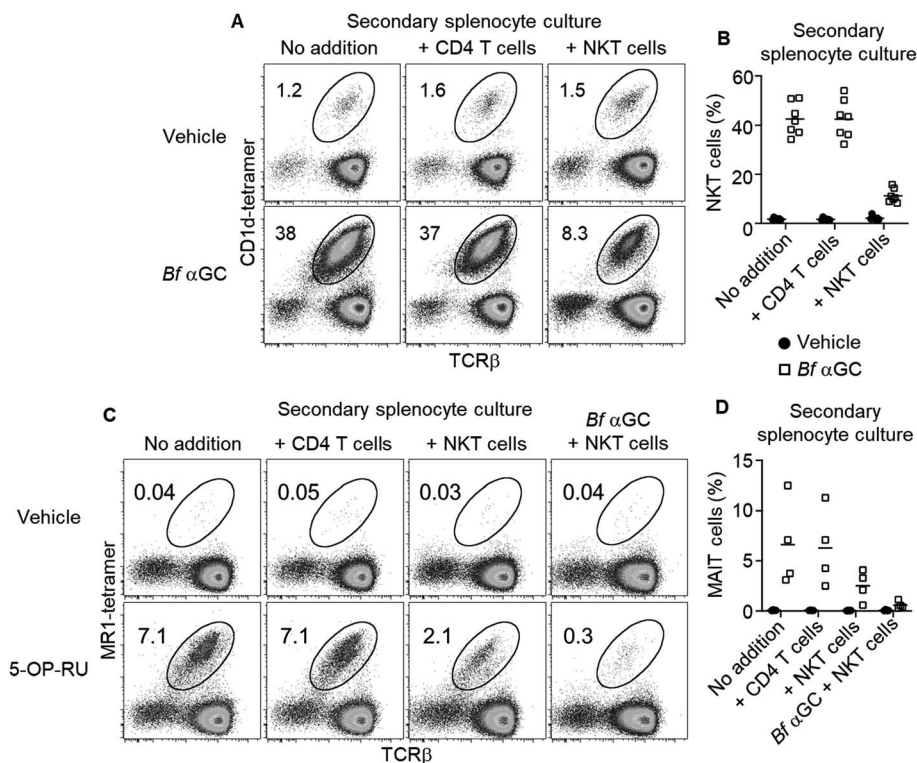 A
Secondary splenocyte culture
No addition + CD4 T cells + NKT cells
Vehicle
1.2 1.6 1.5
Bf αGC
38 37 8.3
CD1d-tetramer
TCRβ
B
Secondary
splenocyte culture
NKT cells (%)
60
40
20
0
No addition
+ CD4 T cells
+ NKT cells
Vehicle
Bf αGC
C
Secondary splenocyte culture
No addition + CD4 T cells + NKT cells Bf αGC
+ NKT cells
Vehicle
0.04 0.05 0.03 0.04
5-OP-RU
7.1 7.1 2.1 0.3
MR1-tetramer
TCRβ
D
Secondary
splenocyte culture
MAIT cells (%)
15
10
5
0
No addition
+ CD4 T cells
+ NKT cells
Bf αGC + NKT cells